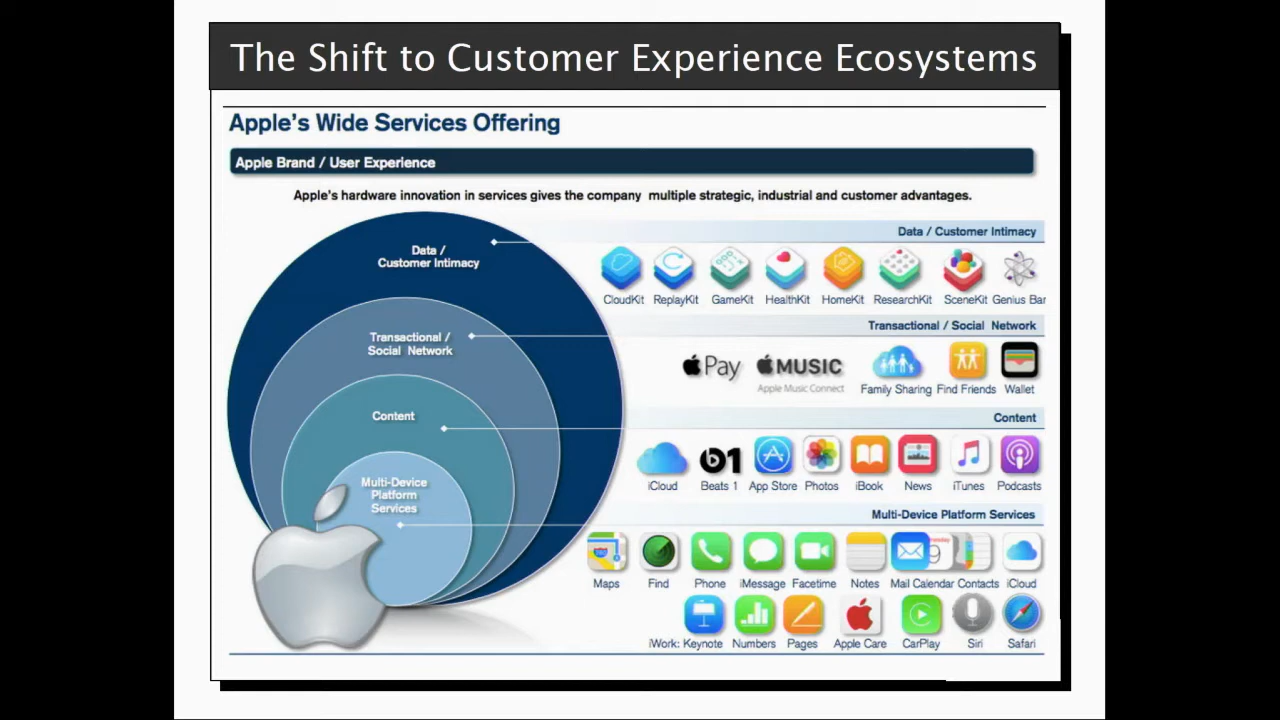 The Shift to Customer Experience Ecosystems
Apple's Wide Services Offering
Apple Brand / User Experience
Apple's hardware innovation in services gives the company multiple strategic, industrial and customer advantages.
Data /
Customer Intimacy
Transactional /
Social Network
Content
Multi-Device
Platform
Services
Data / Customer Intimacy
CloudKit ReplayKit GameKit HealthKit HomeKit ResearchKit SceneKit Genius Bar
Transactional / Social Network
Pay MUSIC
Apple Music Connect Family Sharing Find Friends Wallet
Content
iCloud Beats 1 App Store Photos iBook News iTunes Podcasts
Multi-Device Platform Services
Maps Find Phone iMessage Facetime Notes Mail Calendar Contacts iCloud
iWork: Keynote Numbers Pages Apple Care CarPlay Siri Safari